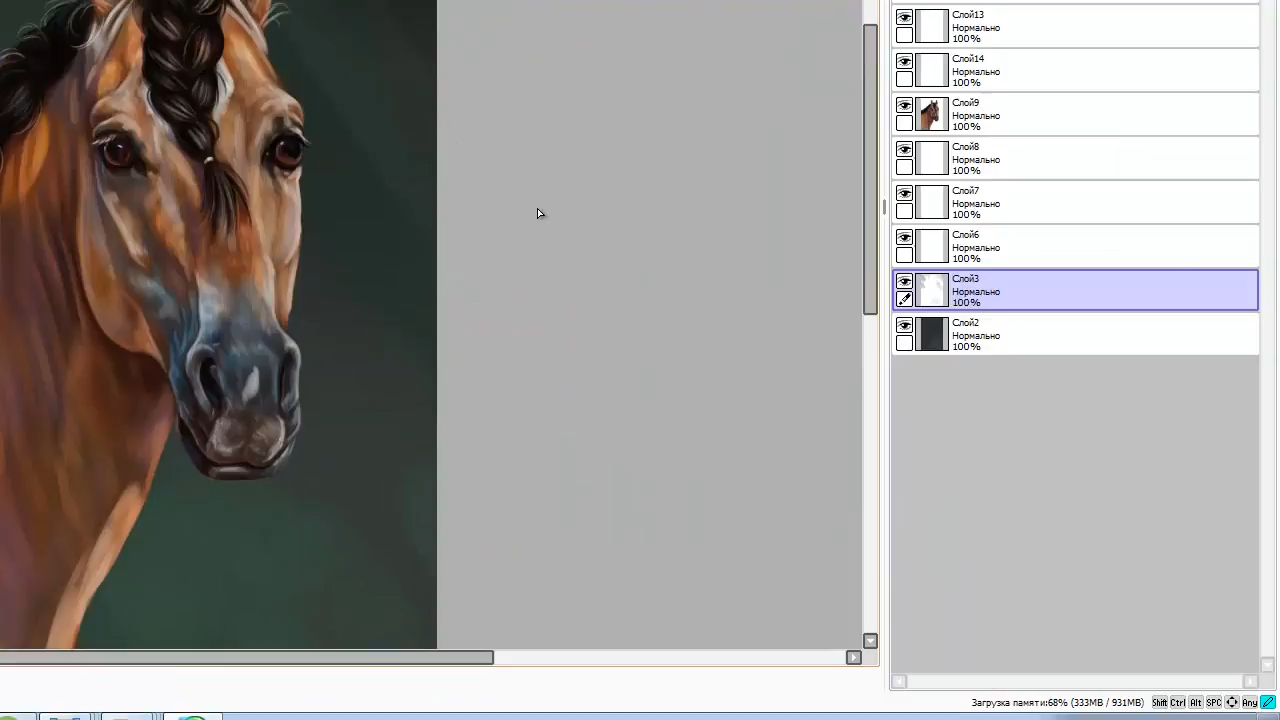 Слой13
Нормально
100%
Слой14
Нормально
100%
Слой9
Нормально
100%
Слой8
Нормально
100%
Слой7
Нормально
100%
Слой6
Нормально
100%
Слой3
Нормально
100%
Слой2
Нормально
100%
Загрузка памяти:68% (333MB / 931MB) Shift Ctrl Alt SPC Any